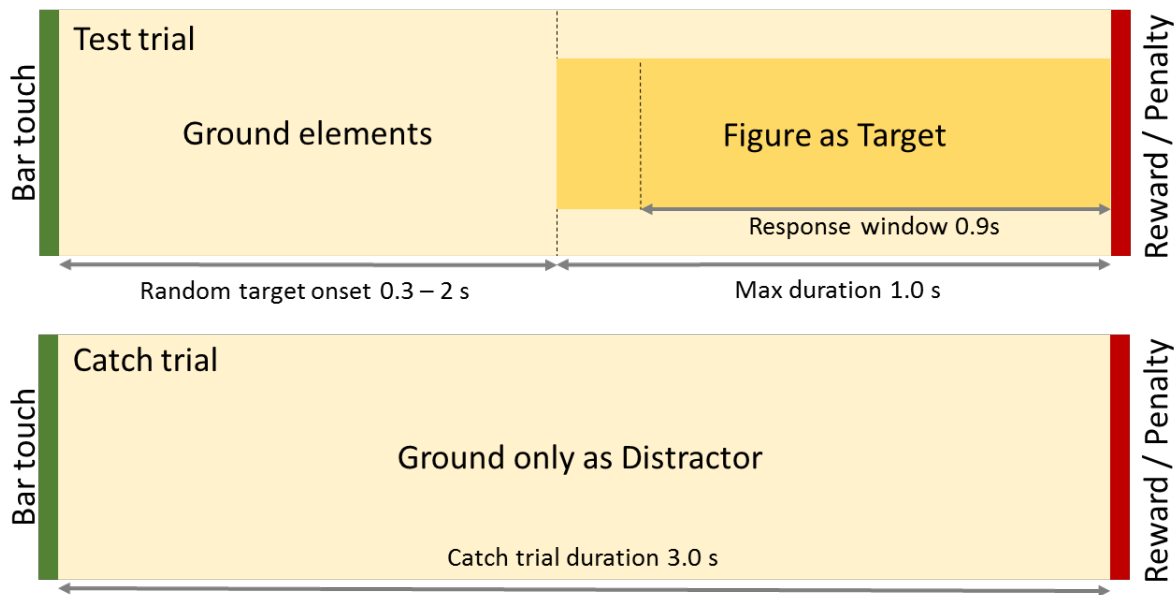 Test trial
Bar touch
Ground elements
Figure as Target
Reward / Penalty
Response window 0.9s
Random target onset 0.3 – 2 s
Max duration 1.0 s
Catch trial
Bar touch
Ground only as Distractor
Reward / Penalty
Catch trial duration 3.0 s